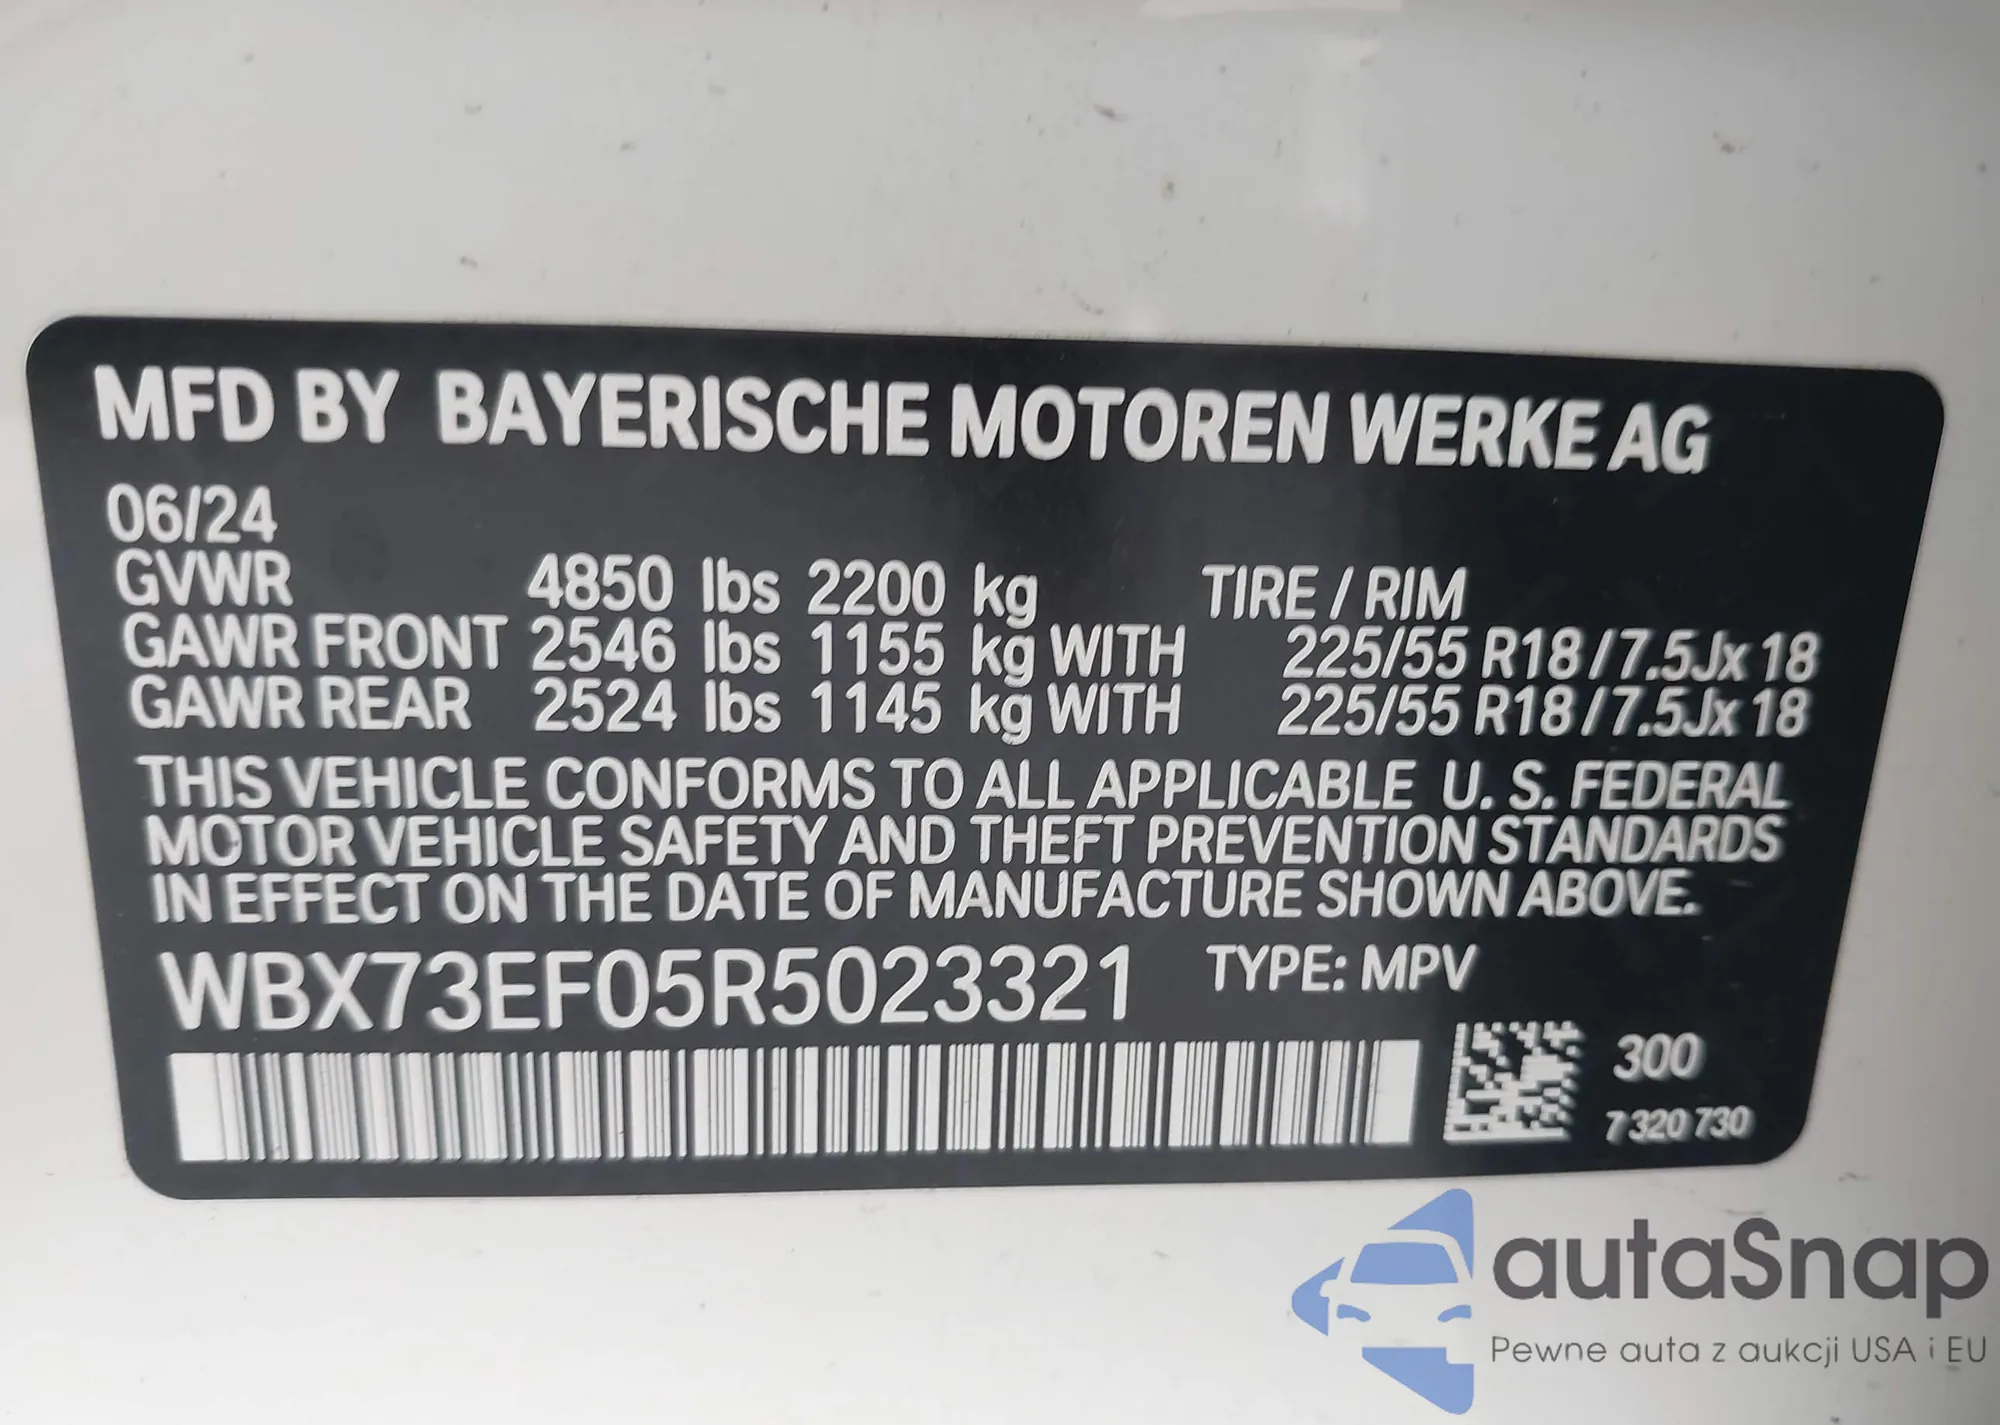 MFD BY BAYERISCHE MOTOREN WERKE AG
06/24
GVWR 4850 lbs 2200 kg TIRE / RIM
GAWR FRONT 2546 lbs 1155 kg WITH 225/55 R18 / 7.5Jx 18
GAWR REAR 2524 lbs 1145 kg WITH 225/55 R18 / 7.5Jx 18
THIS VEHICLE CONFORMS TO ALL APPLICABLE U. S. FEDERAL
MOTOR VEHICLE SAFETY AND THEFT PREVENTION STANDARDS
IN EFFECT ON THE DATE OF MANUFACTURE SHOWN ABOVE.
WBX73EF05R5023321 TYPE: MPV
300
7 320 730
autaSnap
Pewne auta z aukcji USA i EU